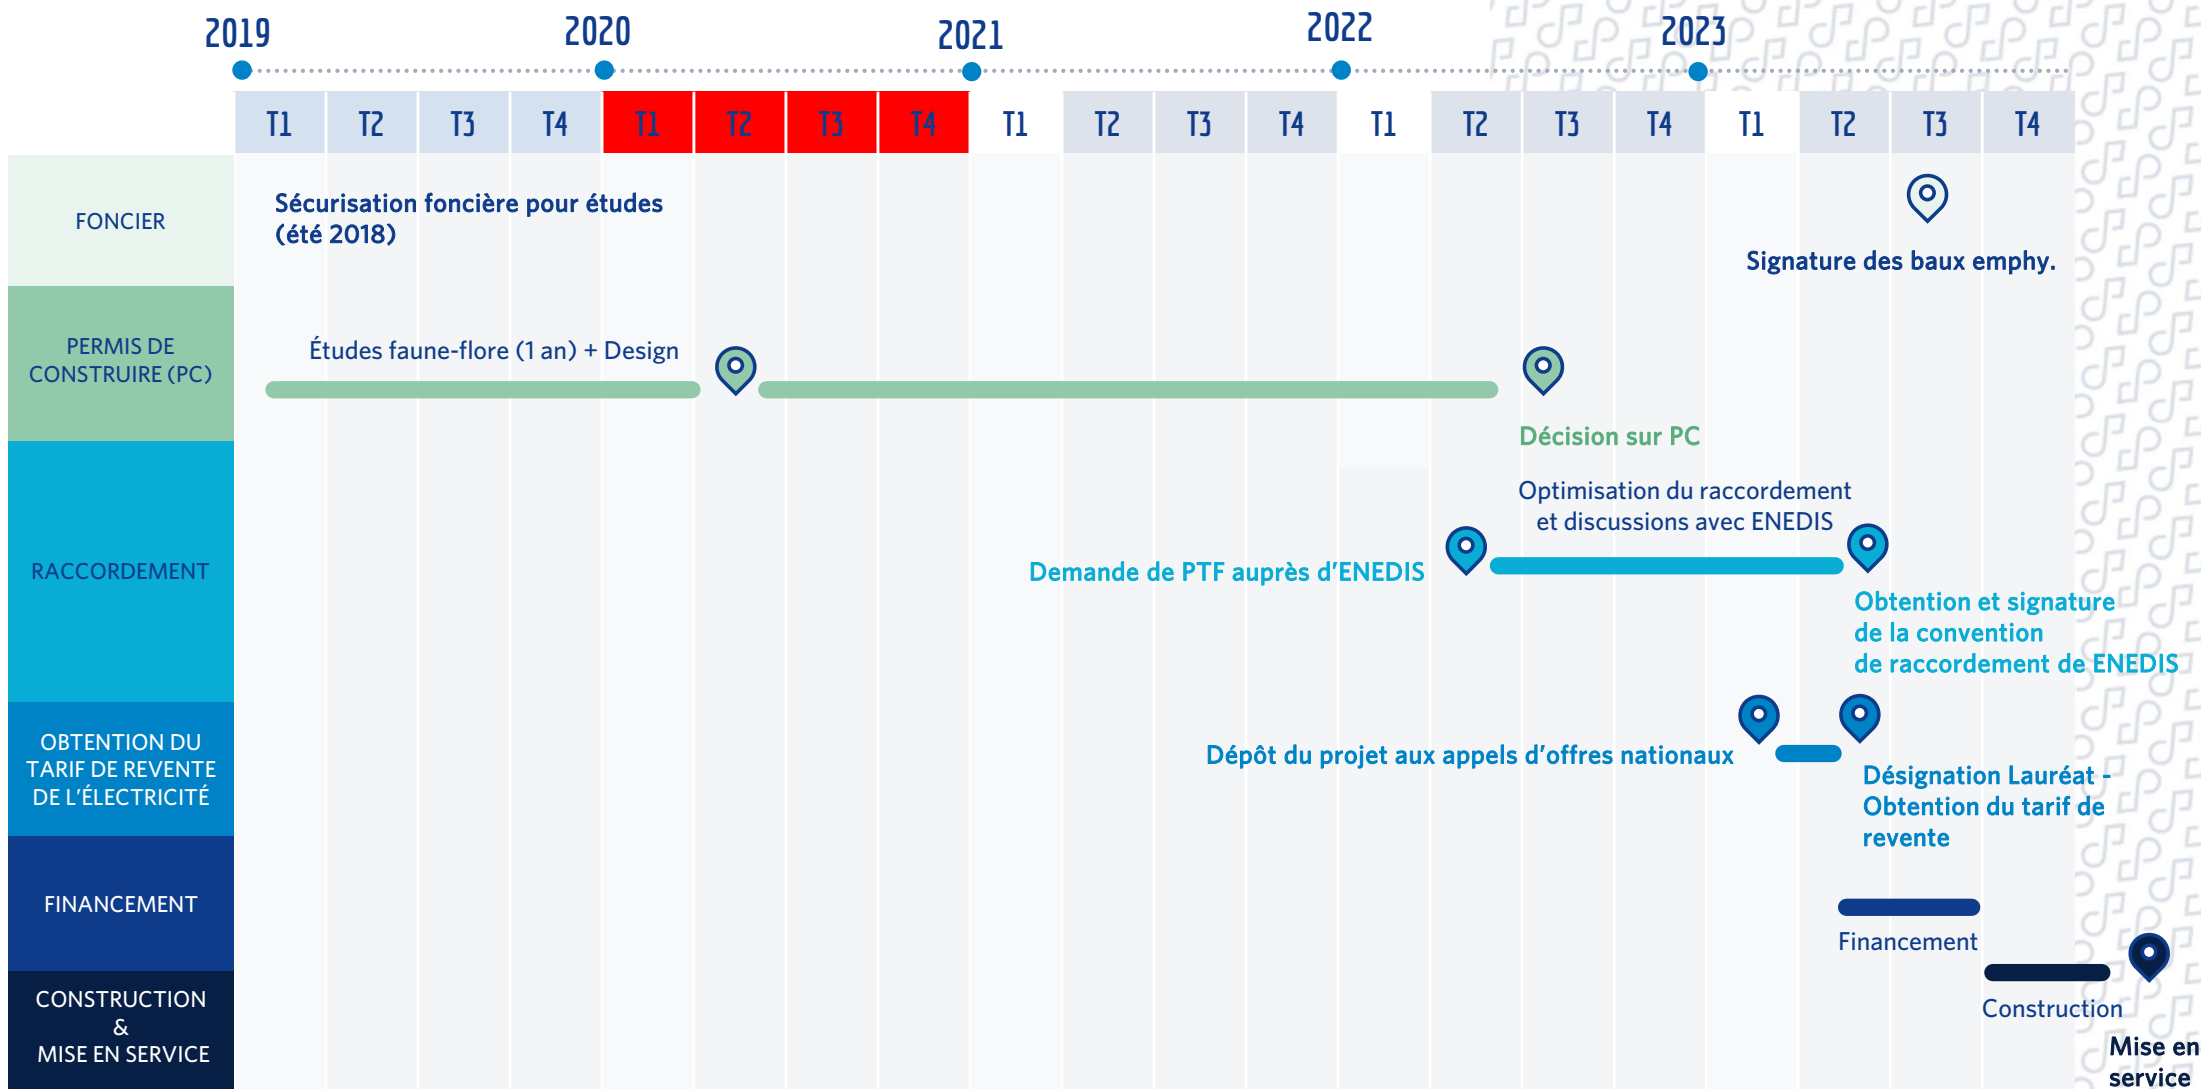 2019 2020 2021 2022 2023
T1 T2 T3 T4 T1 T2 T3 T4 T1 T2 T3 T4 T1 T2 T3 T4 T1 T2 T3 T4
FONCIER
Sécurisation foncière pour études
(été 2018)
Signature des baux emphy.
PERMIS DE
CONSTRUIRE (PC)
Études faune-flore (1 an) + Design
Décision sur PC
RACCORDEMENT
Optimisation du raccordement
et discussions avec ENEDIS
Demande de PTF auprès d’ENEDIS
Obtention et signature
de la convention
de raccordement de ENEDIS
OBTENTION DU
TARIF DE REVENTE
DE L’ÉLECTRICITÉ
Dépôt du projet aux appels d’offres nationaux
Désignation Lauréat -
Obtention du tarif de
revente
FINANCEMENT
Financement
CONSTRUCTION
&
MISE EN SERVICE
Construction
Mise en
service